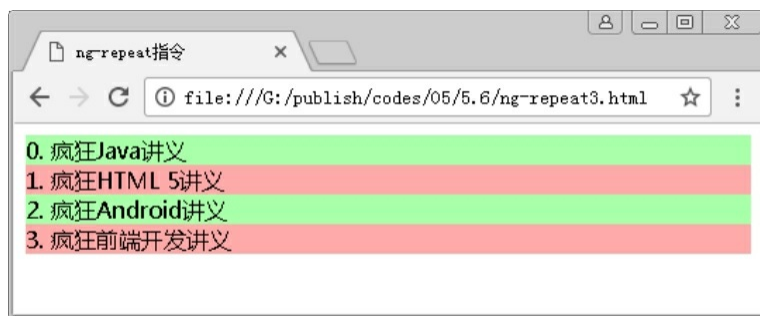 ng-repeat指令
file:///G:/publish/codes/05/5.6/ng-repeat3.html
0. 疯狂Java讲义
1. 疯狂HTML 5讲义
2. 疯狂Android讲义
3. 疯狂前端开发讲义